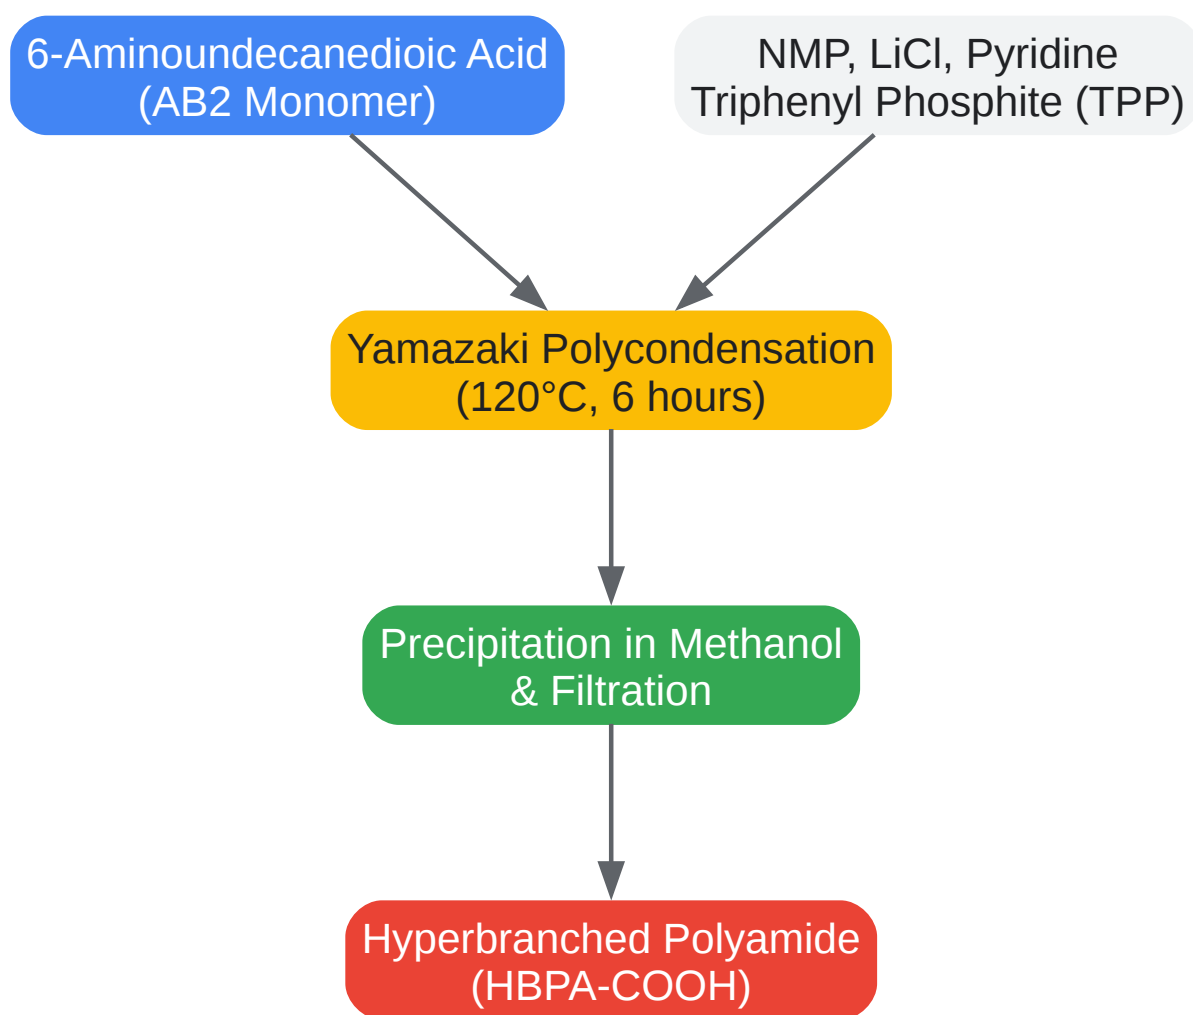 6-Aminoundecanedioic Acid
(AB2 Monomer)
NMP, LiCl, Pyridine
Triphenyl Phosphite (TPP)
Yamazaki Polycondensation
(120°C, 6 hours)
Precipitation in Methanol
& Filtration
Hyperbranched Polyamide
(HBPA-COOH)